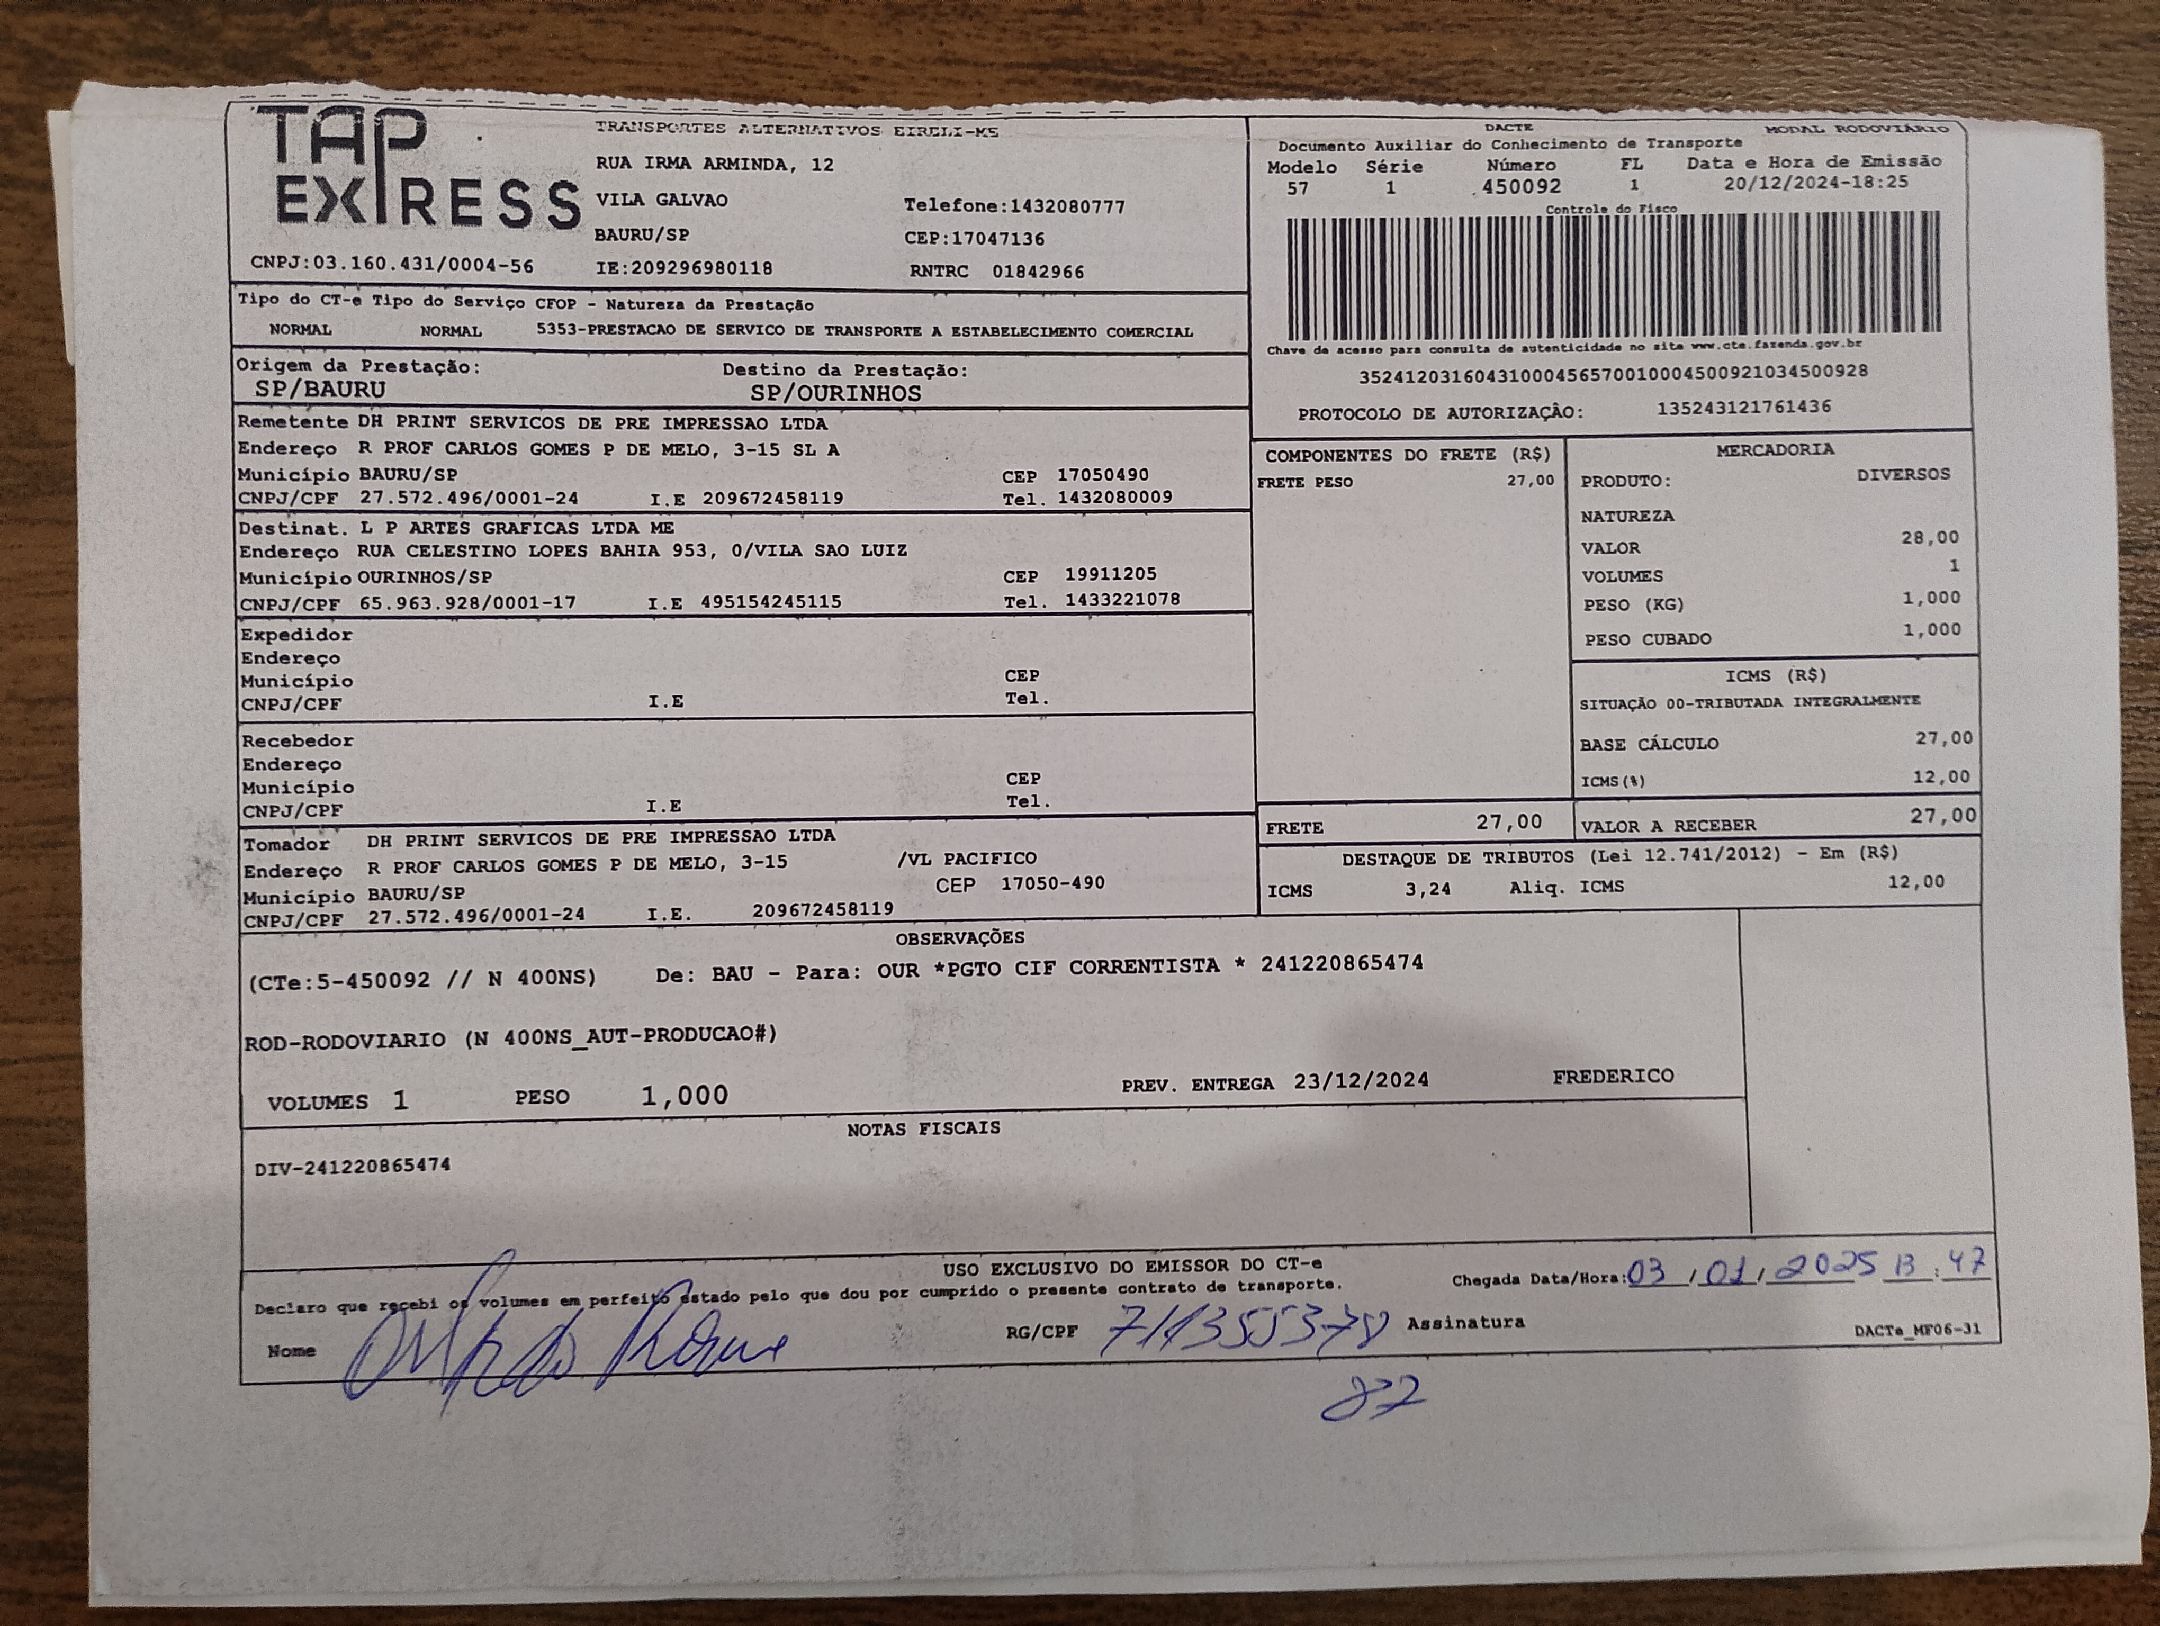 TAP EXPRESS
TRANSPORTES ALTERNATIVOS EIRELI-M5
RUA IRMA ARMINDA, 12
VILA GALVAO
Telefone:1432080777
BAURU/SP
CEP:17047136
CNPJ:03.160.431/0004-56
IE:209296980118
RNTRC 01842966
DACTE
MODAL RODOVIÁRIO
Documento Auxiliar do Conhecimento de Transporte
Modelo Série Número FL Data e Hora de Emissão
57 1 450092 1 20/12/2024-18:25
Controle do Fisco
Chave de acesso para consulta de autenticidade no site www.cte.fazenda.gov.br
35241203160431000456570010004500921034500928
PROTOCOLO DE AUTORIZAÇÃO: 135243121761436
Tipo do CT-e Tipo do Serviço CFOP - Natureza da Prestação
NORMAL NORMAL 5353-PRESTACAO DE SERVICO DE TRANSPORTE A ESTABELECIMENTO COMERCIAL
Origem da Prestação: Destino da Prestação:
SP/BAURU SP/OURINHOS
Remetente DH PRINT SERVICOS DE PRE IMPRESSAO LTDA
Endereço R PROF CARLOS GOMES P DE MELO, 3-15 SL A
Município BAURU/SP CEP 17050490
CNPJ/CPF 27.572.496/0001-24 I.E 209672458119 Tel. 1432080009
Destinat. L P ARTES GRAFICAS LTDA ME
Endereço RUA CELESTINO LOPES BAHIA 953, 0/VILA SAO LUIZ
Município OURINHOS/SP CEP 19911205
CNPJ/CPF 65.963.928/0001-17 I.E 495154245115 Tel. 1433221078
Expedidor
Endereço
Município CEP
CNPJ/CPF I.E Tel.
Recebedor
Endereço
Município CEP
CNPJ/CPF I.E Tel.
Tomador DH PRINT SERVICOS DE PRE IMPRESSAO LTDA
Endereço R PROF CARLOS GOMES P DE MELO, 3-15 /VL PACIFICO
Município BAURU/SP CEP 17050-490
CNPJ/CPF 27.572.496/0001-24 I.E. 209672458119
COMPONENTES DO FRETE (R$)
FRETE PESO 27,00
MERCADORIA
PRODUTO: DIVERSOS
NATUREZA
VALOR 28,00
VOLUMES 1
PESO (KG) 1,000
PESO CUBADO 1,000
ICMS (R$)
SITUAÇÃO 00-TRIBUTADA INTEGRALMENTE
BASE CÁLCULO 27,00
ICMS(%) 12,00
FRETE 27,00 VALOR A RECEBER 27,00
DESTAQUE DE TRIBUTOS (Lei 12.741/2012) - Em (R$)
ICMS 3,24 Aliq. ICMS 12,00
OBSERVAÇÕES
(CTe:5-450092 // N 400NS) De: BAU - Para: OUR *PGTO CIF CORRENTISTA * 241220865474
ROD-RODOVIARIO (N 400NS_AUT-PRODUCAO#)
VOLUMES 1 PESO 1,000 PREV. ENTREGA 23/12/2024 FREDERICO
NOTAS FISCAIS
DIV-241220865474
USO EXCLUSIVO DO EMISSOR DO CT-e
Chegada Data/Hora: 03/01/2025 13:47
Declaro que recebi os volumes em perfeito estado pelo que dou por cumprido o presente contrato de transporte.
Nome RG/CPF Assinatura
DACTe_MF06-31
87